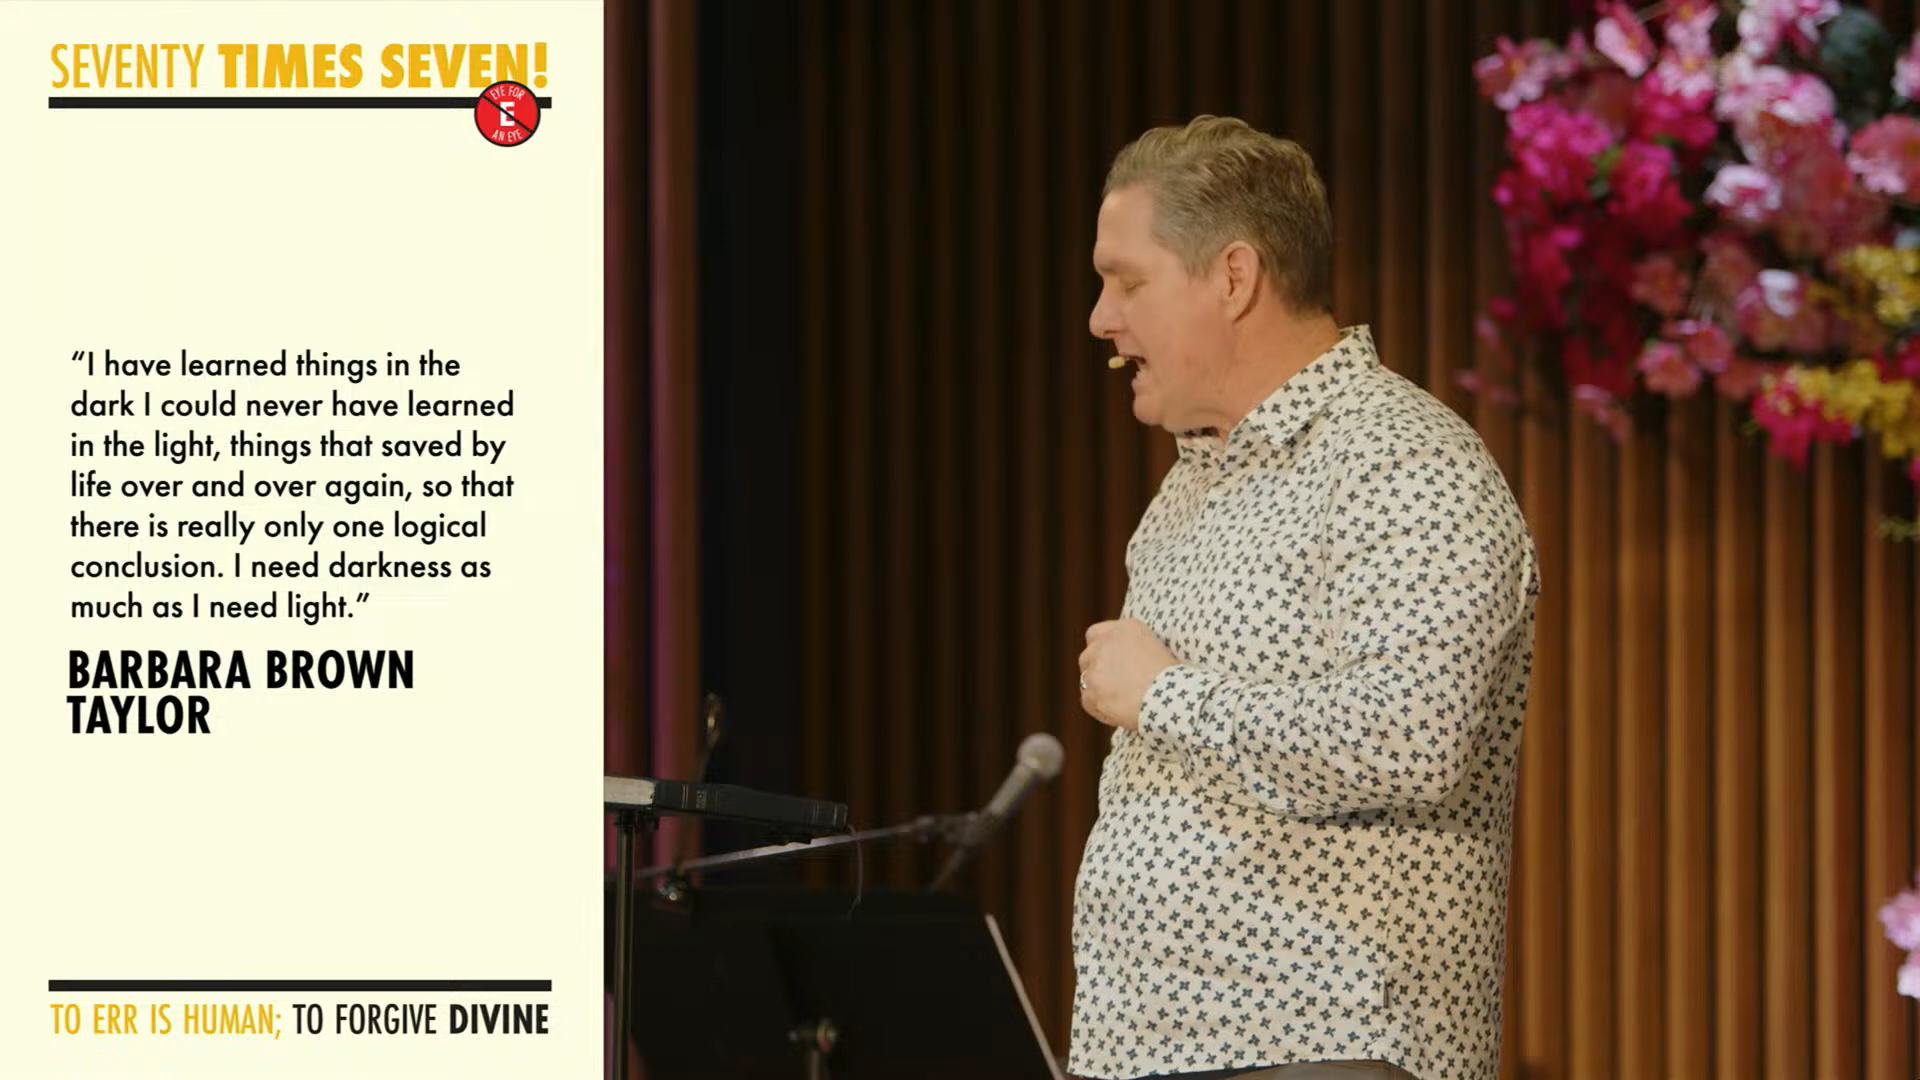 SEVENTY TIMES SEVEN!
EYE FOR
E
AN EYE
“I have learned things in the
dark I could never have learned
in the light, things that saved by
life over and over again, so that
there is really only one logical
conclusion. I need darkness as
much as I need light.”
BARBARA BROWN
TAYLOR
TO ERR IS HUMAN; TO FORGIVE DIVINE